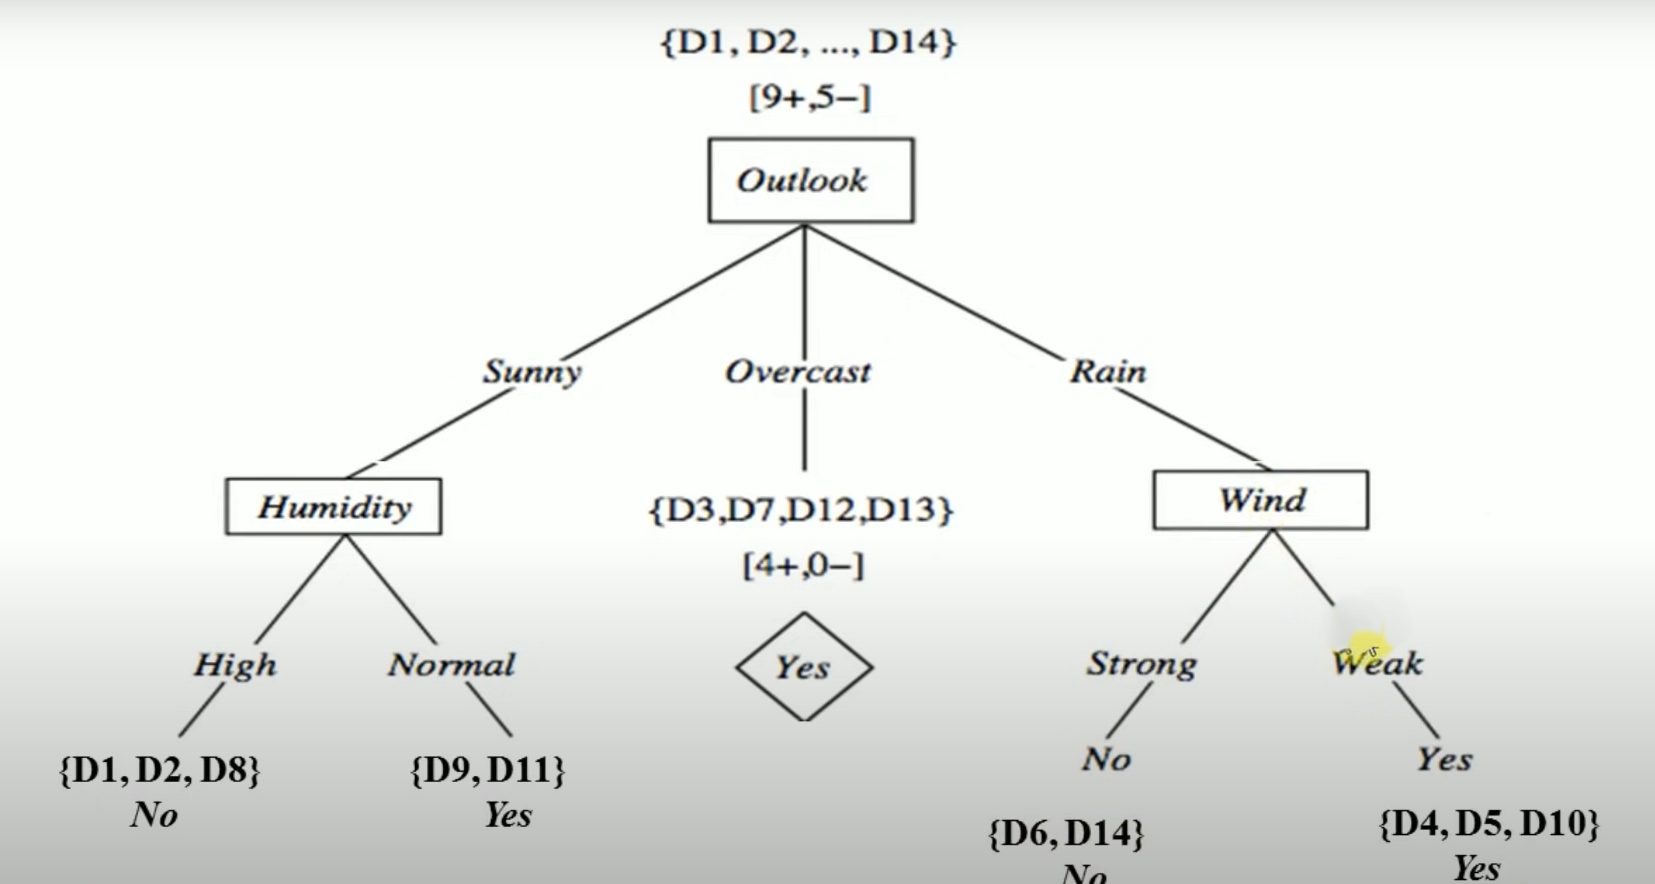 {D1, D2, ..., D14}
[9+,5−]
Outlook
Sunny
Overcast
Rain
Humidity
{D3,D7,D12,D13}
[4+,0−]
Wind
High
Normal
Yes
Strong
Weak
No
Yes
{D1, D2, D8}
No
{D9, D11}
Yes
{D6, D14}
No
{D4, D5, D10}
Yes